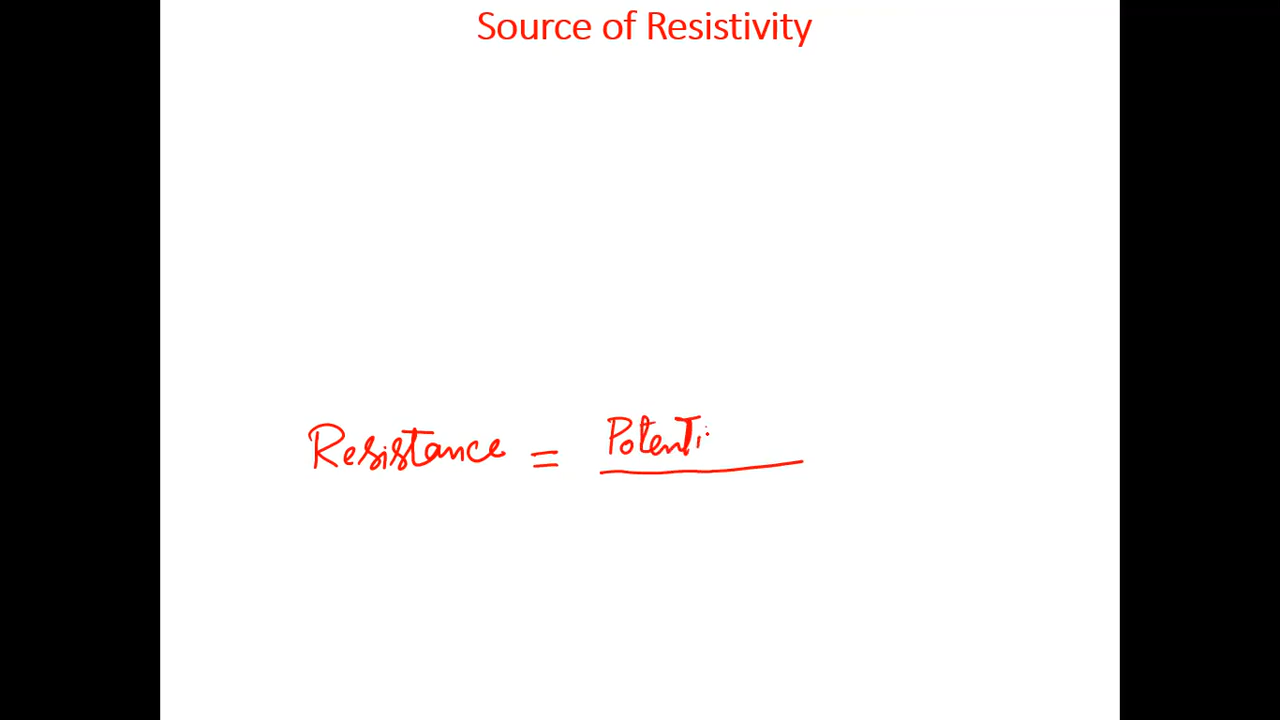 Source of Resistivity
Resistance = Potenti